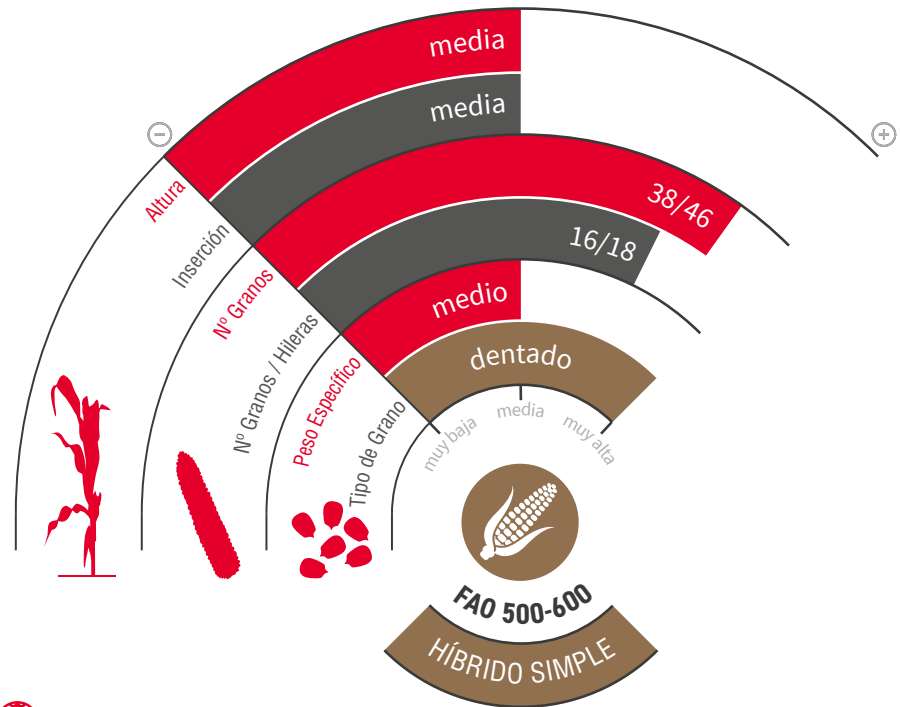 media
media
38/46
16/18
medio
dentado
Altura
Inserción
Nº Granos
Nº Granos / Hileras
Peso Específico
Tipo de Grano
muy baja
media
muy alta
FAO 500-600
HÍBRIDO SIMPLE